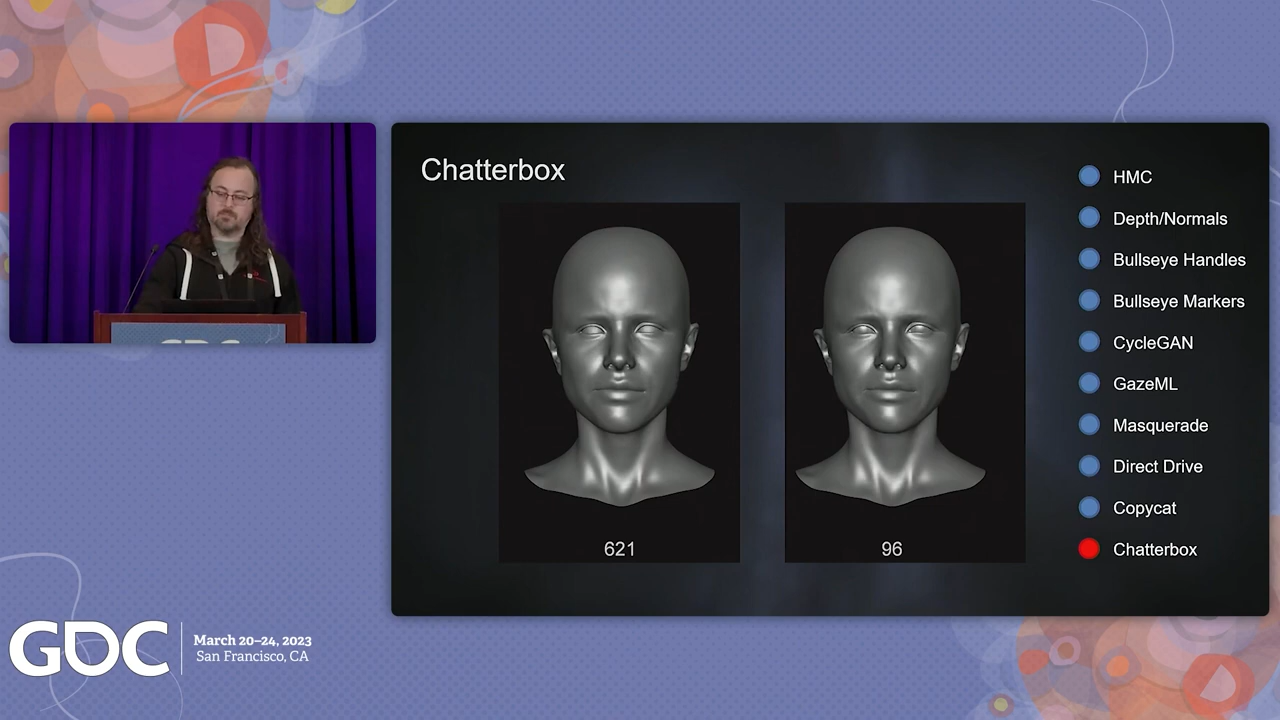 Chatterbox
621
96
HMC
Depth/Normals
Bullseye Handles
Bullseye Markers
CycleGAN
GazeML
Masquerade
Direct Drive
Copycat
Chatterbox
GDC
March 20–24, 2023
San Francisco, CA